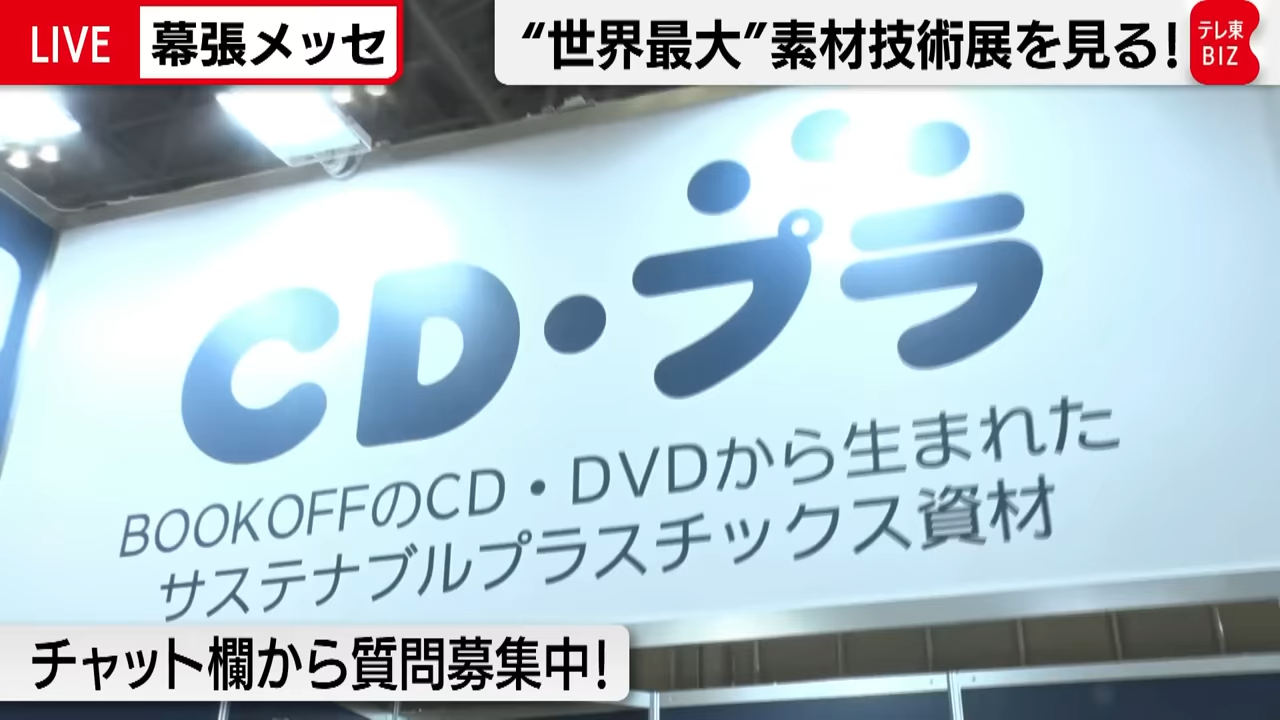 LIVE 幕張メッセ
“世界最大”素材技術展を見る!
テレ東
BIZ
CD・プラ
BOOKOFFのCD・DVDから生まれた
サステナブルプラスチックス資材
チャット欄から質問募集中!